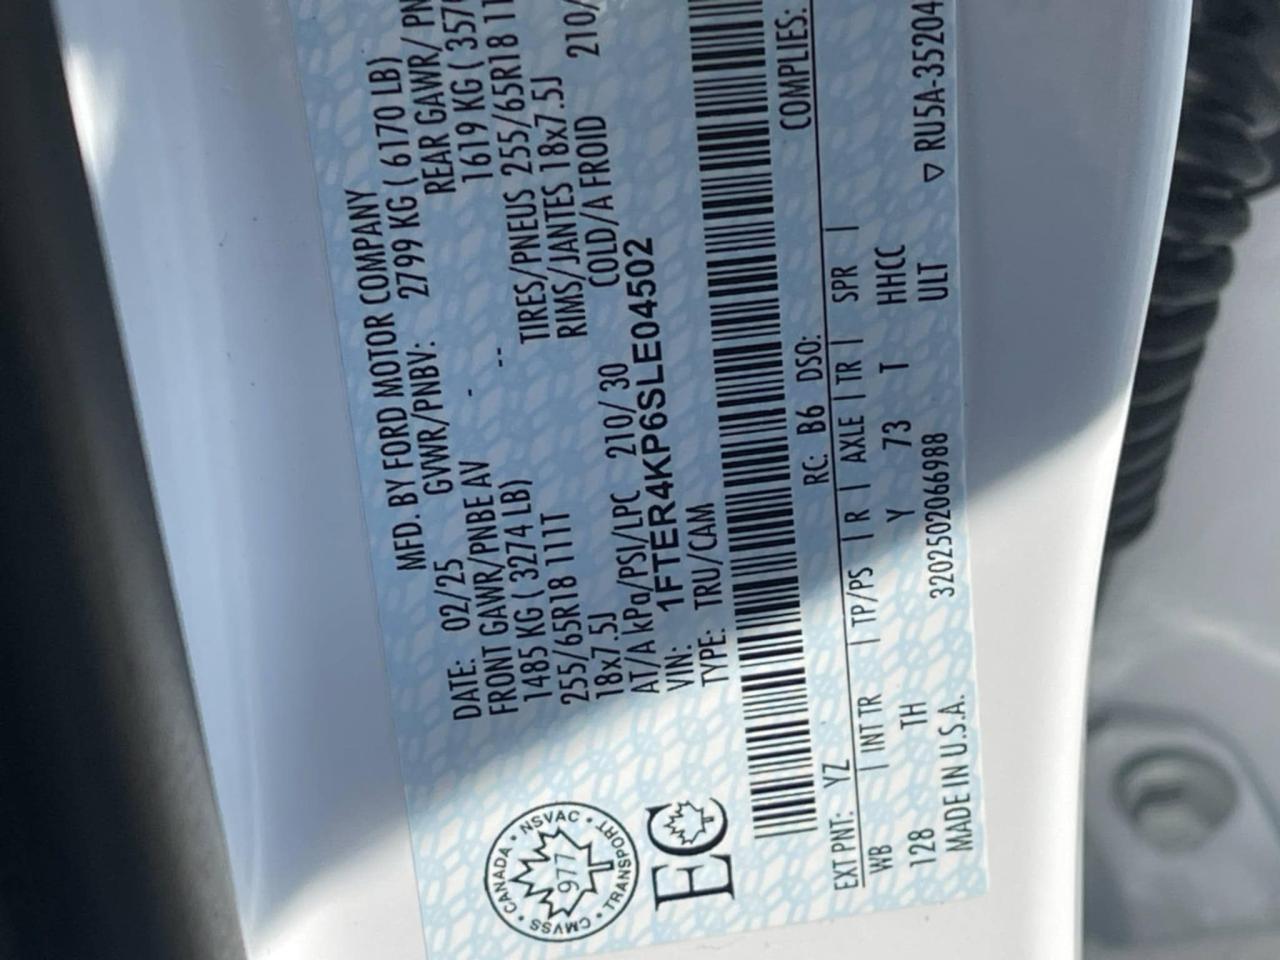 MFD. BY FORD MOTOR COMPANY
DATE: 02/25 GVWR/PNBV: 2799 KG ( 6170 LB)
FRONT GAWR/PNBE AV - REAR GAWR/ PN
1485 KG ( 3274 LB) -- 1619 KG ( 357
255/65R18 111T TIRES/PNEUS 255/65R18 11
18x7.5J RIMS/JANTES 18x7.5J
AT/A kPa/PSI/LPC 210/ 30 COLD/A FROID 210/
VIN: 1FTER4KP6SLE04502
TYPE: TRU/CAM
CANADA • NSVAC • TRANSPORT • CMVSS •
977
EC
RC: B6 DSO: COMPLIES:
EXT PNT: YZ
WB | INT TR | TP/PS | R | AXLE | TR | SPR |
128 TH Y 73 T HHCC
MADE IN U.S.A. 3202502066988 ULT ▽ RU5A-35204